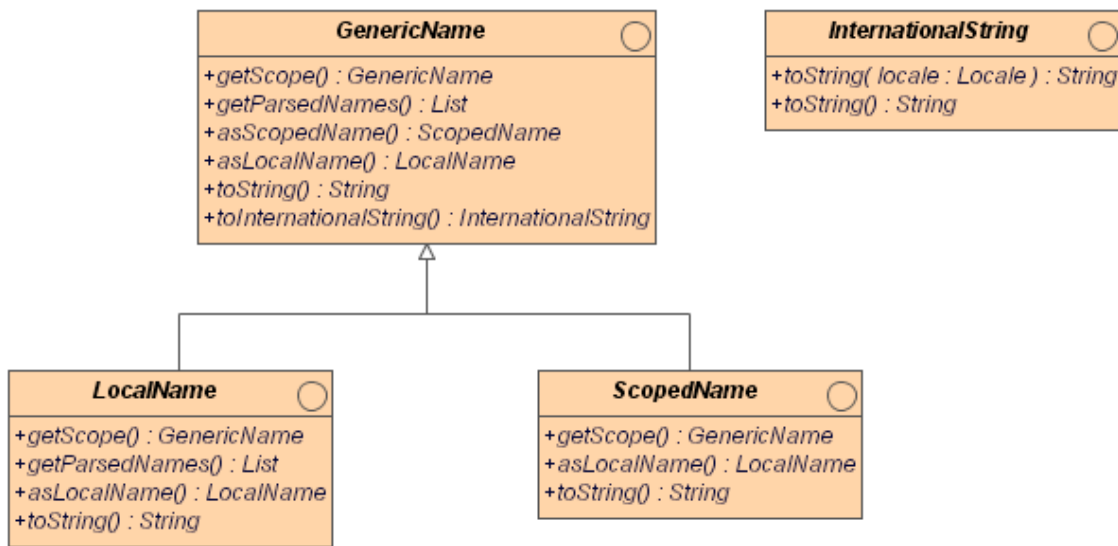 GenericName
+getScope() : GenericName
+getParsedNames() : List
+asScopedName() : ScopedName
+asLocalName() : LocalName
+toString() : String
+toInternationalString() : InternationalString
InternationalString
+toString( locale : Locale ) : String
+toString() : String
LocalName
+getScope() : GenericName
+getParsedNames() : List
+asLocalName() : LocalName
+toString() : String
ScopedName
+getScope() : GenericName
+asLocalName() : LocalName
+toString() : String